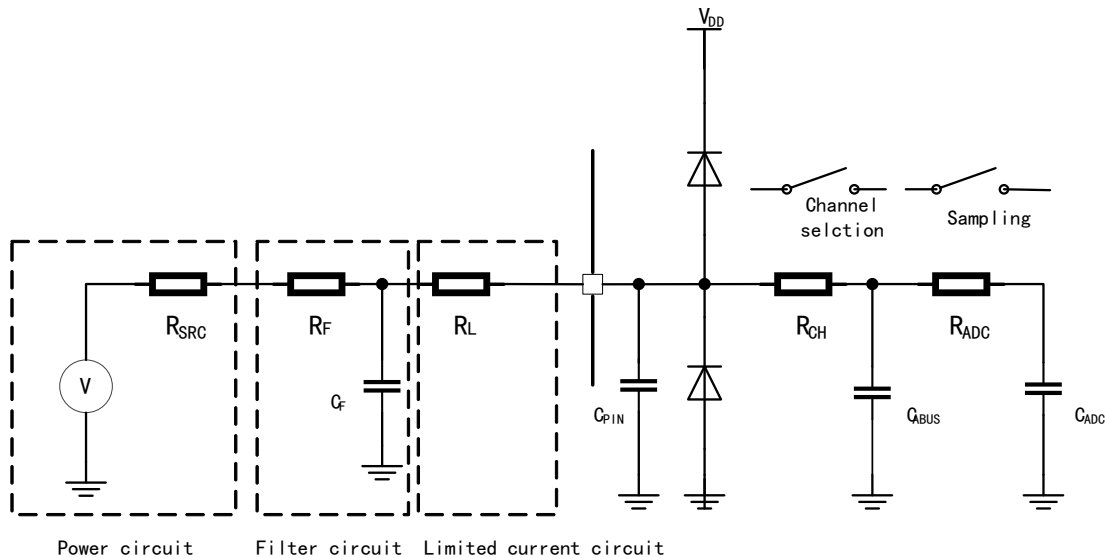 VDD
Channel
selction
Sampling
RSRC
RF
RL
RCH
RADC
V
CF
CPIN
CABUS
CADC
Power circuit
Filter circuit
Limited current circuit